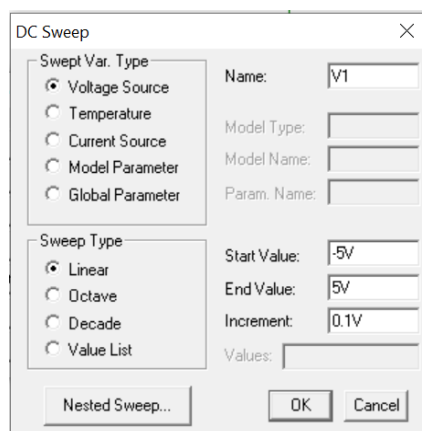 DC Sweep
Swept Var. Type
Voltage Source
Temperature
Current Source
Model Parameter
Global Parameter
Name: V1
Model Type:
Model Name:
Param. Name:
Sweep Type
Linear
Octave
Decade
Value List
Start Value: -5V
End Value: 5V
Increment: 0.1V
Values:
Nested Sweep...
OK
Cancel